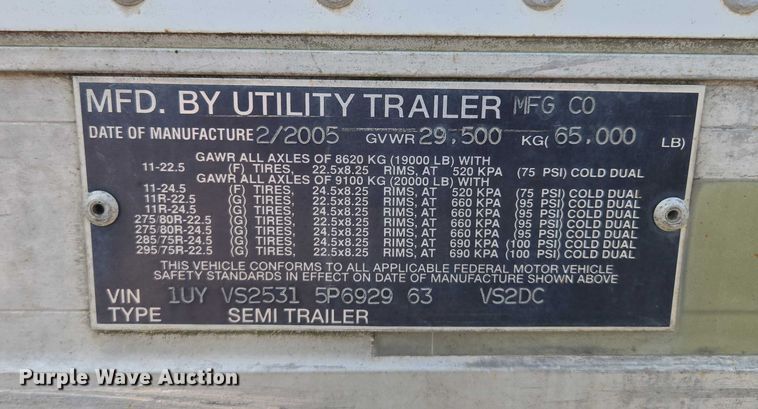 MFD. BY UTILITY TRAILER MFG CO
DATE OF MANUFACTURE 2/2005 GVWR 29,500 KG( 65,000 LB)
GAWR ALL AXLES OF 8620 KG (19000 LB) WITH
11-22.5 (F) TIRES, 22.5x8.25 RIMS, AT 520 KPA (75 PSI) COLD DUAL
GAWR ALL AXLES OF 9100 KG (20000 LB) WITH
11-24.5 (F) TIRES, 24.5x8.25 RIMS, AT 520 KPA (75 PSI) COLD DUAL
11R-22.5 (G) TIRES, 22.5x8.25 RIMS, AT 660 KPA (95 PSI) COLD DUAL
11R-24.5 (G) TIRES, 24.5x8.25 RIMS, AT 660 KPA (95 PSI) COLD DUAL
275/80R-22.5 (G) TIRES, 22.5x8.25 RIMS, AT 660 KPA (95 PSI) COLD DUAL
275/80R-24.5 (G) TIRES, 24.5x8.25 RIMS, AT 660 KPA (95 PSI) COLD DUAL
285/75R-24.5 (G) TIRES, 24.5x8.25 RIMS, AT 690 KPA (100 PSI) COLD DUAL
295/75R-22.5 (G) TIRES, 22.5x8.25 RIMS, AT 690 KPA (100 PSI) COLD DUAL
THIS VEHICLE CONFORMS TO ALL APPLICABLE FEDERAL MOTOR VEHICLE
SAFETY STANDARDS IN EFFECT ON DATE OF MANUFACTURE SHOWN ABOVE
VIN 1UY VS2531 5P6929 63 VS2DC
TYPE SEMI TRAILER
Purple Wave Auction